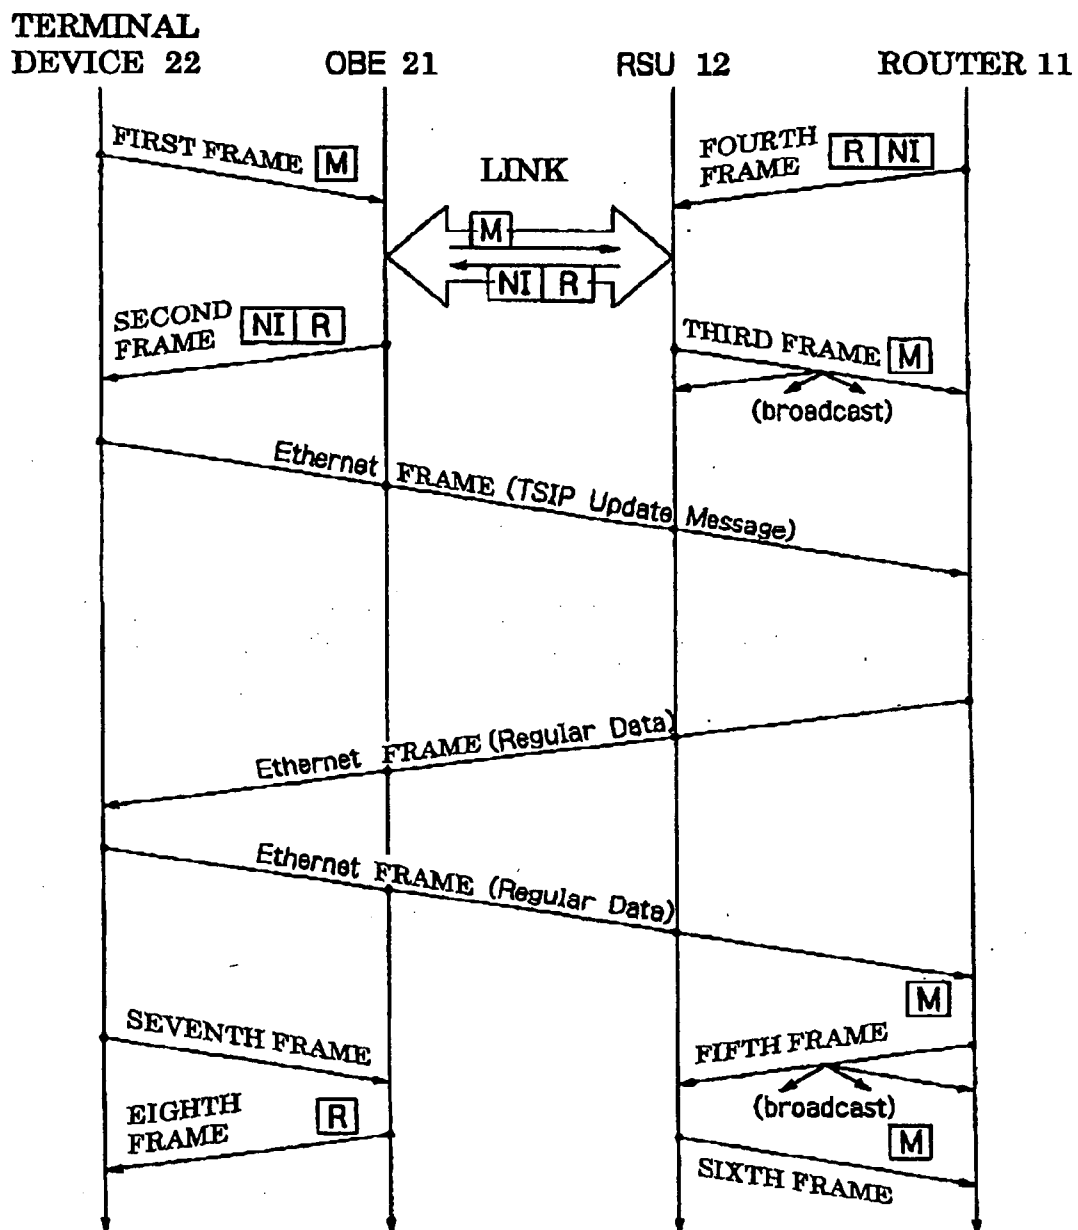 TERMINAL
DEVICE 22
OBE 21
RSU 12
ROUTER 11
FIRST FRAME M
LINK
FOURTH
FRAME
R NI
M
NI R
SECOND
FRAME
NI R
THIRD FRAME M
(broadcast)
Ethernet FRAME (TSIP Update Message)
Ethernet FRAME (Regular Data)
Ethernet FRAME (Regular Data)
M
SEVENTH FRAME
FIFTH FRAME
(broadcast)
EIGHTH
FRAME
R
M
SIXTH FRAME